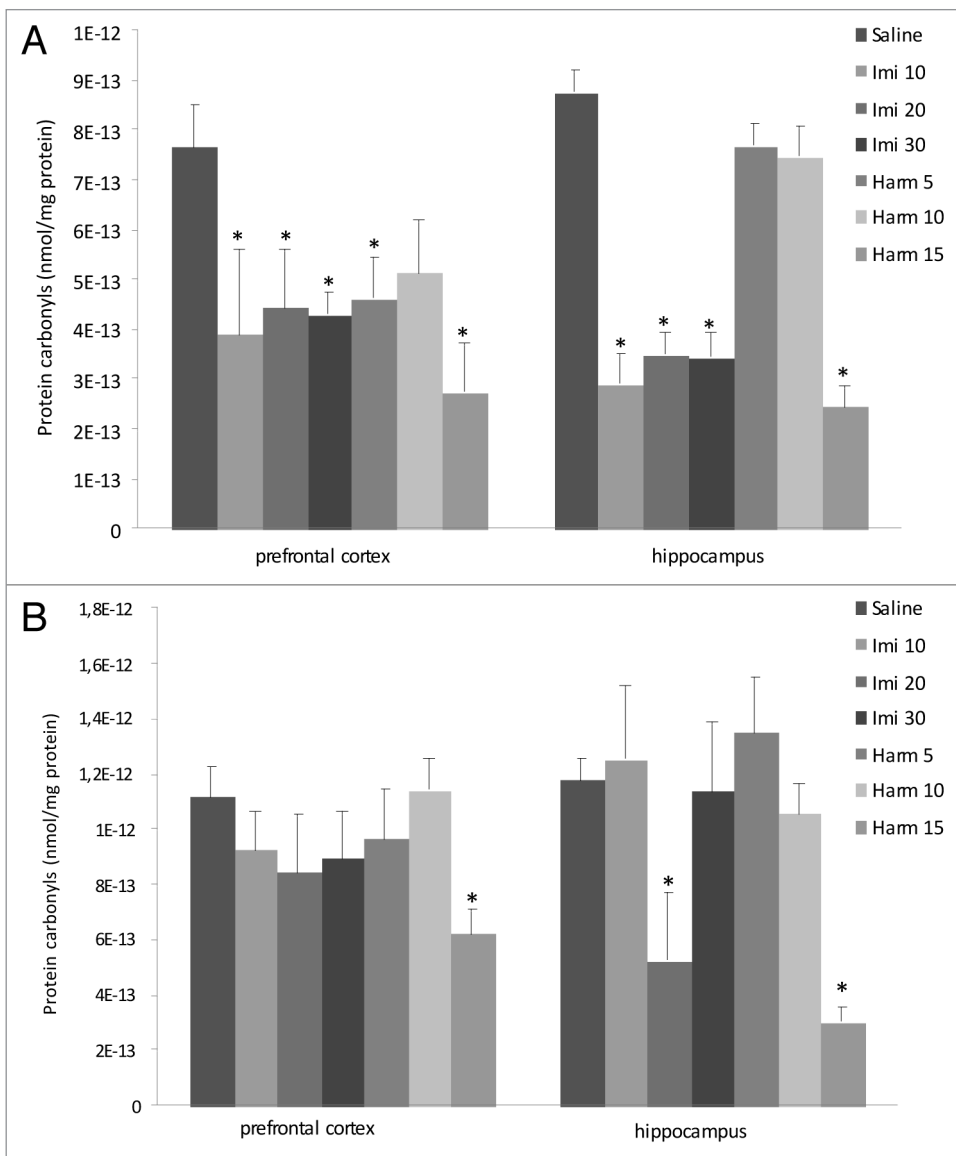 A
Protein carbonyls (nmol/mg protein)
1E-12
9E-13
8E-13
7E-13
6E-13
5E-13
4E-13
3E-13
2E-13
1E-13
0
* * * * * * * * *
prefrontal cortex
hippocampus
Saline
Imi 10
Imi 20
Imi 30
Harm 5
Harm 10
Harm 15
B
Protein carbonyls (nmol/mg protein)
1,8E-12
1,6E-12
1,4E-12
1,2E-12
1E-12
8E-13
6E-13
4E-13
2E-13
0
* * *
prefrontal cortex
hippocampus
Saline
Imi 10
Imi 20
Imi 30
Harm 5
Harm 10
Harm 15